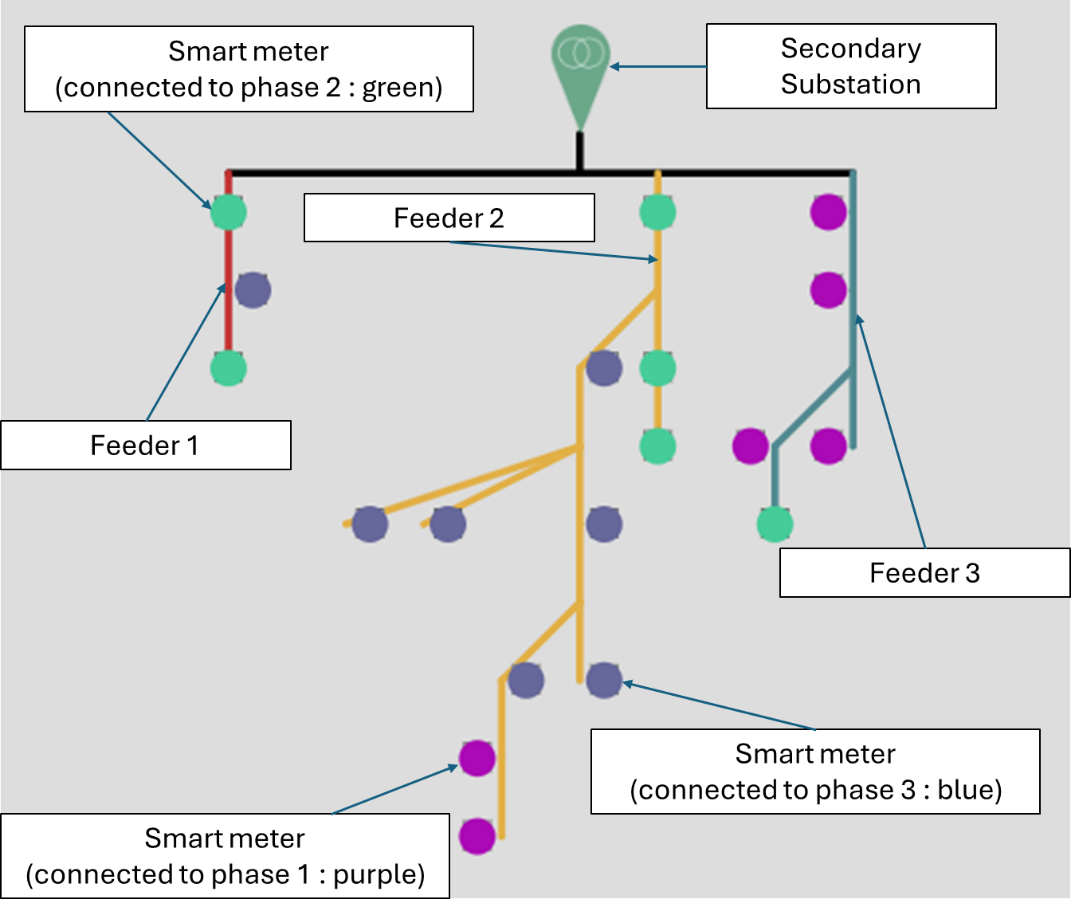 Smart meter
(connected to phase 2 : green)
Secondary
Substation
Feeder 2
Feeder 1
Feeder 3
Smart meter
(connected to phase 3 : blue)
Smart meter
(connected to phase 1 : purple)